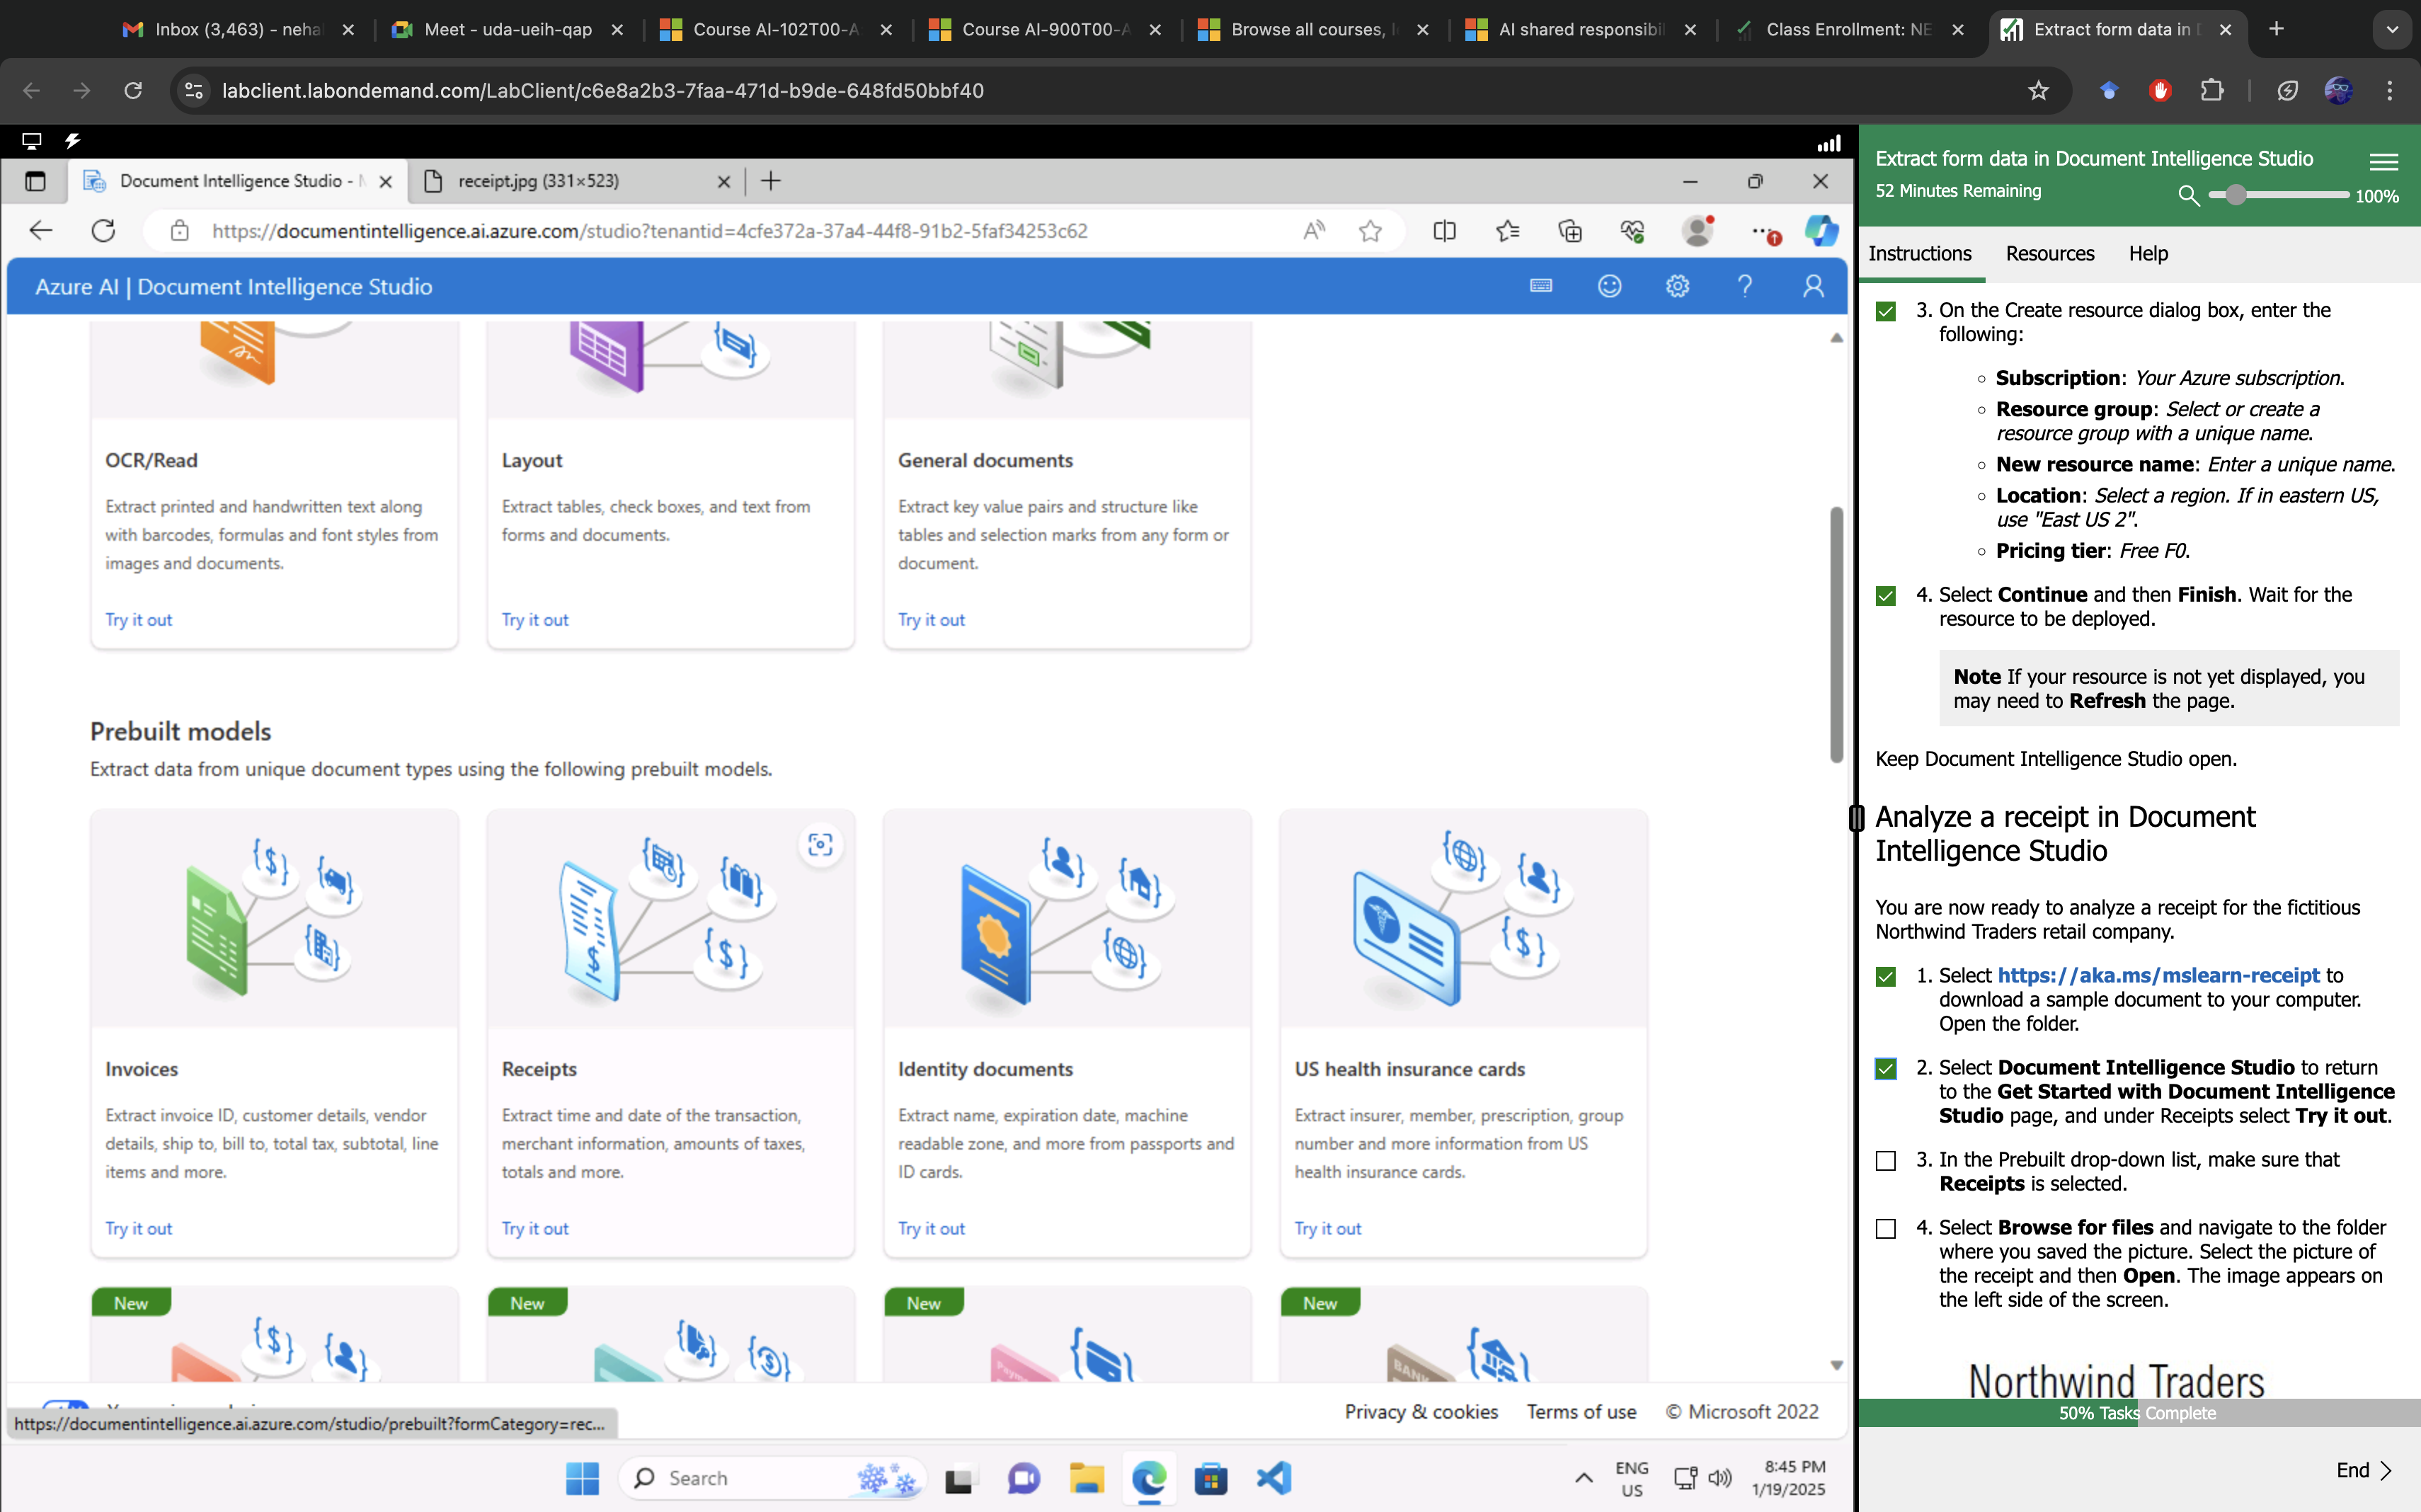 Inbox (3,463) - neha
Meet - uda-ueih-qap
Course AI-102T00-A
Course AI-900T00-A
Browse all courses, l
AI shared responsibil
Class Enrollment: NE
Extract form data in D
labclient.labondemand.com/LabClient/c6e8a2b3-7faa-471d-b9de-648fd50bbf40
Document Intelligence Studio - M
receipt.jpg (331×523)
https://documentintelligence.ai.azure.com/studio?tenantid=4cfe372a-37a4-44f8-91b2-5faf34253c62
Azure AI | Document Intelligence Studio
OCR/Read
Extract printed and handwritten text along
with barcodes, formulas and font styles from
images and documents.
Try it out
Layout
Extract tables, check boxes, and text from
forms and documents.
Try it out
General documents
Extract key value pairs and structure like
tables and selection marks from any form or
document.
Try it out
Prebuilt models
Extract data from unique document types using the following prebuilt models.
Invoices
Extract invoice ID, customer details, vendor
details, ship to, bill to, total tax, subtotal, line
items and more.
Try it out
Receipts
Extract time and date of the transaction,
merchant information, amounts of taxes,
totals and more.
Try it out
Identity documents
Extract name, expiration date, machine
readable zone, and more from passports and
ID cards.
Try it out
US health insurance cards
Extract insurer, member, prescription, group
number and more information from US
health insurance cards.
Try it out
New
New
New
New
BANK
Privacy & cookies
Terms of use
© Microsoft 2022
https://documentintelligence.ai.azure.com/studio/prebuilt?formCategory=rec...
Search
ENG
US
8:45 PM
1/19/2025
Extract form data in Document Intelligence Studio
52 Minutes Remaining
100%
Instructions
Resources
Help
3. On the Create resource dialog box, enter the
following:
Subscription: Your Azure subscription.
Resource group: Select or create a
resource group with a unique name.
New resource name: Enter a unique name.
Location: Select a region. If in eastern US,
use "East US 2".
Pricing tier: Free F0.
4. Select Continue and then Finish. Wait for the
resource to be deployed.
Note If your resource is not yet displayed, you
may need to Refresh the page.
Keep Document Intelligence Studio open.
Analyze a receipt in Document
Intelligence Studio
You are now ready to analyze a receipt for the fictitious
Northwind Traders retail company.
1. Select https://aka.ms/mslearn-receipt to
download a sample document to your computer.
Open the folder.
2. Select Document Intelligence Studio to return
to the Get Started with Document Intelligence
Studio page, and under Receipts select Try it out.
3. In the Prebuilt drop-down list, make sure that
Receipts is selected.
4. Select Browse for files and navigate to the folder
where you saved the picture. Select the picture of
the receipt and then Open. The image appears on
the left side of the screen.
Northwind Traders
50% Tasks Complete
End